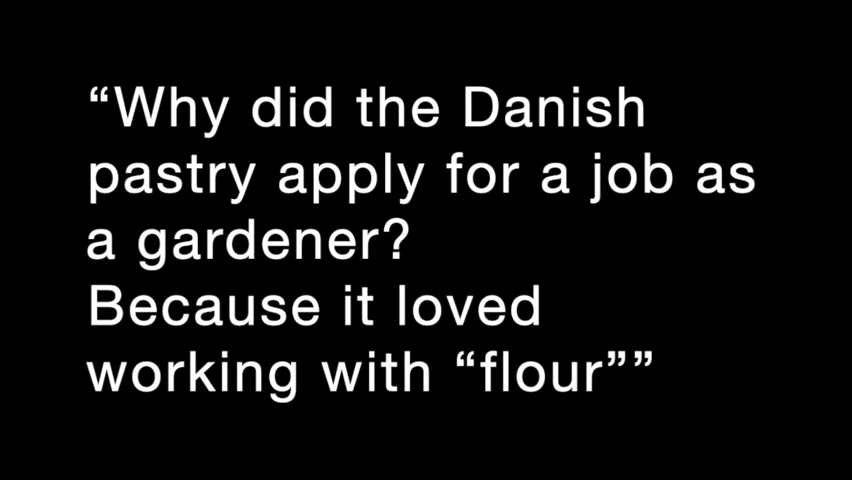 “Why did the Danish
pastry apply for a job as
a gardener?
Because it loved
working with “flour””